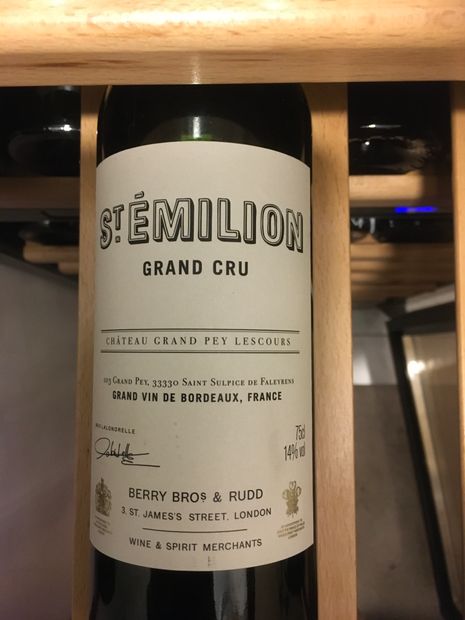 ST. ÉMILION
GRAND CRU
CHÂTEAU GRAND PEY LESCOURS
103 GRAND PEY, 33330 SAINT SULPICE DE FALEYRENS
GRAND VIN DE BORDEAUX, FRANCE
LALONDRELLE
75cl
14% vol
BERRY BROS & RUDD
3, ST. JAMES'S STREET, LONDON
WINE & SPIRIT MERCHANTS